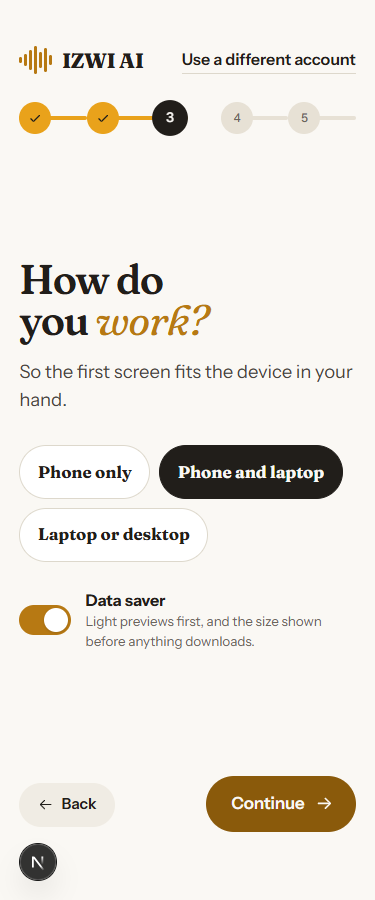 IZWI AI
Use a different account
3
4
5
How do
you work?
So the first screen fits the device in your
hand.
Phone only
Phone and laptop
Laptop or desktop
Data saver
Light previews first, and the size shown
before anything downloads.
← Back
Continue →
N